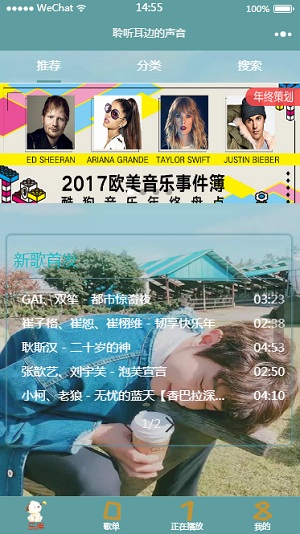 WeChat
14:55
100%
聆听耳边的声音
推荐 分类 搜索
年终策划
ED SHEERAN ARIANA GRANDE TAYLOR SWIFT JUSTIN BIEBER
2017欧美音乐事件簿
酷狗音乐年终盘点
新歌首发
GAI、双笙 - 都市惊奇夜 03:23
崔子格、崔恕、崔栩维 - 韧享快乐年 02:38
耿斯汉 - 二十岁的神 04:53
张歆艺、刘宇芙 - 泡芙宣言 02:50
小柯、老狼 - 无忧的蓝天【香巴拉深... 04:10
1/2
歌单 正在播放 我的